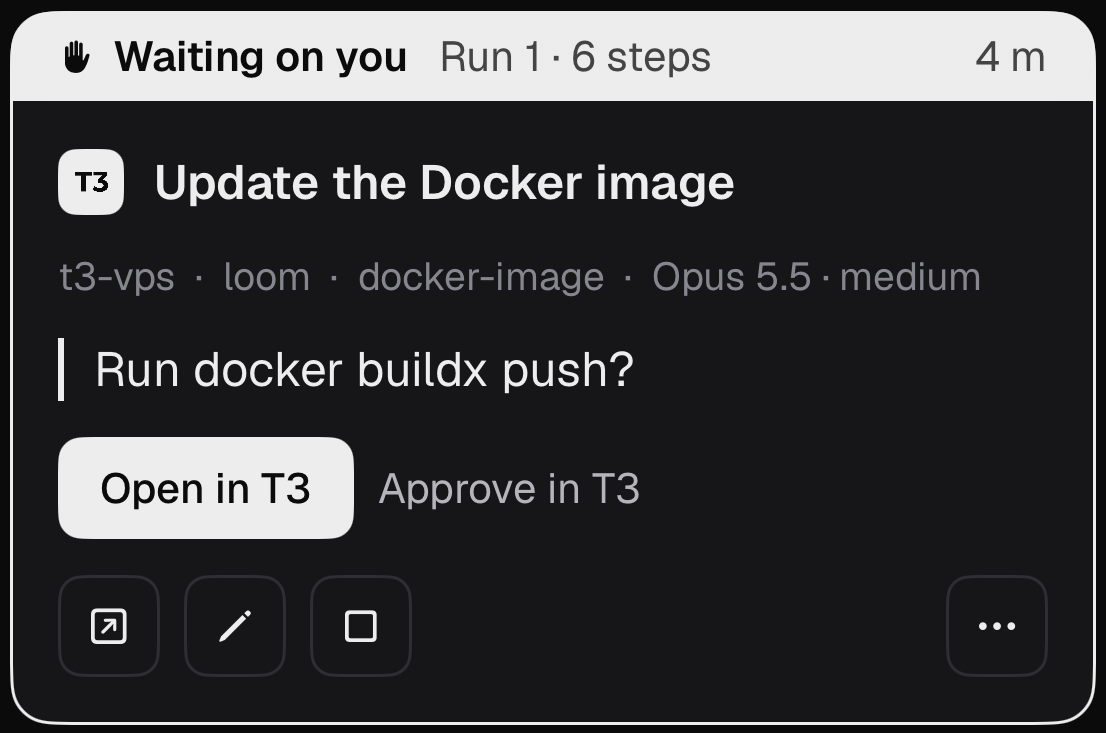 Waiting on you Run 1 · 6 steps 4 m
T3 Update the Docker image
t3-vps · loom · docker-image · Opus 5.5 · medium
Run docker buildx push?
Open in T3 Approve in T3